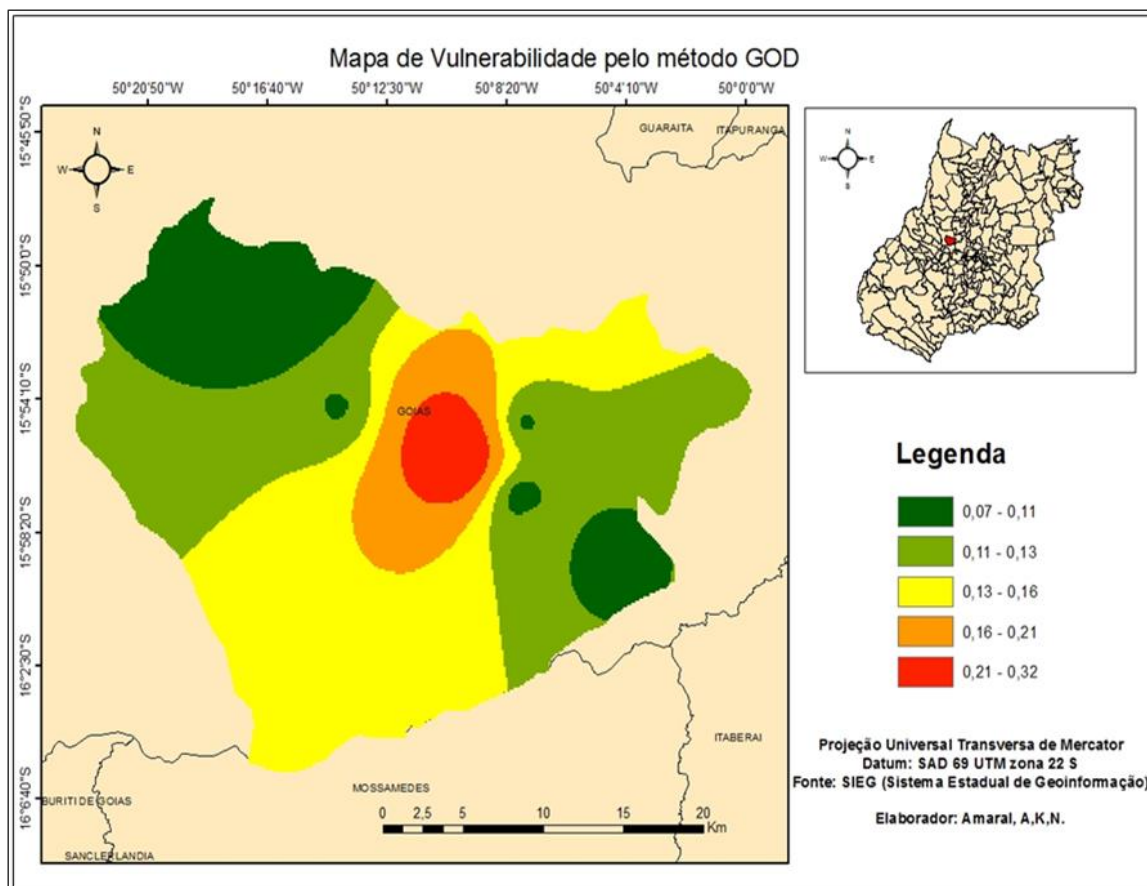 Mapa de Vulnerabilidade pelo método GOD
50°20'50"W 50°16'40"W 50°12'30"W 50°8'20"W 50°4'10"W 50°0'0"W
15°45'50"S
15°50'0"S
15°54'10"S
15°58'20"S
16°2'30"S
16°6'40"S
N
W E
S
GUARAITA
ITAPURANGA
GOIAS
ITABERAI
MOSSAMEDES
BURITI DE GOIAS
SANCLERLANDIA
0 2,5 5 10 15 20
Km
N
W E
S
Legenda
0,07 - 0,11
0,11 - 0,13
0,13 - 0,16
0,16 - 0,21
0,21 - 0,32
Projeção Universal Transversa de Mercator
Datum: SAD 69 UTM zona 22 S
Fonte: SIEG (Sistema Estadual de Geoinformação)
Elaborador: Amaral, A,K,N.